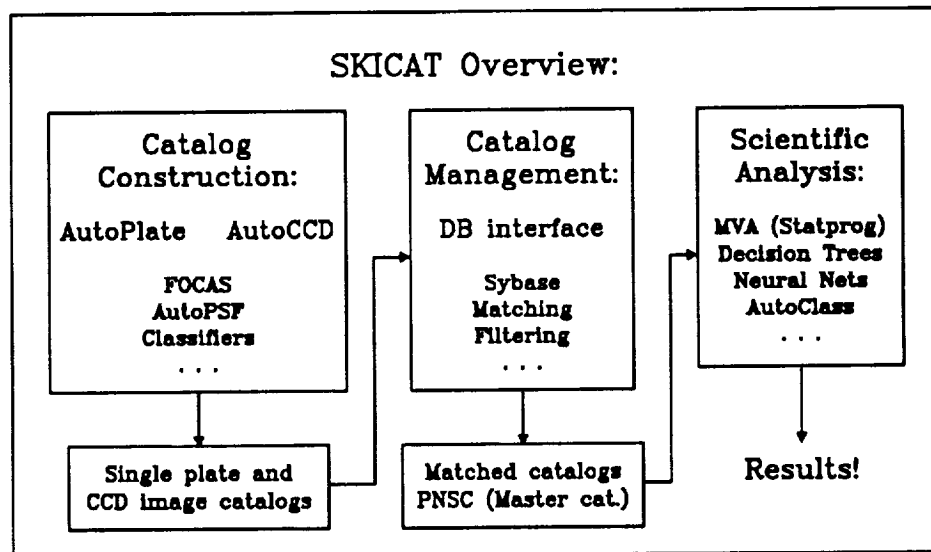 SKICAT Overview:
Catalog
Construction:
AutoPlate AutoCCD
FOCAS
AutoPSF
Classifiers
. . .
Single plate and
CCD image catalogs
Catalog
Management:
DB interface
Sybase
Matching
Filtering
. . .
Matched catalogs
PNSC (Master cat.)
Scientific
Analysis:
MVA (Statprog)
Decision Trees
Neural Nets
AutoClass
. . .
Results!